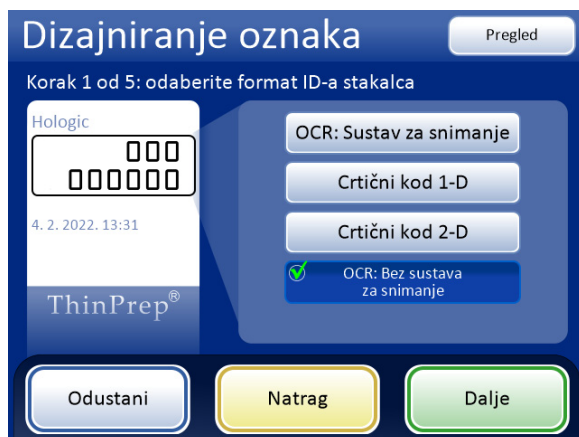 Dizajniranje oznaka
Pregled
Korak 1 od 5: odaberite format ID-a stakalca
Hologic
000
000000
4. 2. 2022. 13:31
ThinPrep®
OCR: Sustav za snimanje
Crtični kod 1-D
Crtični kod 2-D
OCR: Bez sustava
za snimanje
Odustani
Natrag
Dalje